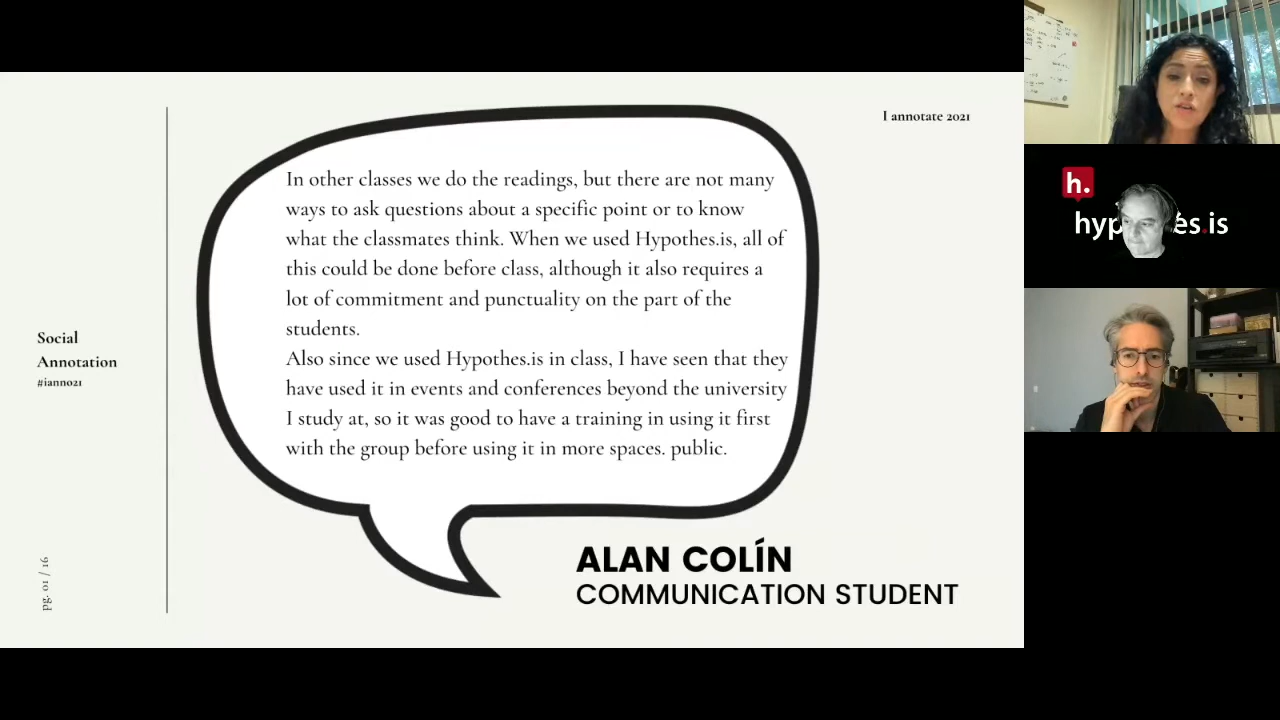 I annotate 2021
In other classes we do the readings, but there are not many
ways to ask questions about a specific point or to know
what the classmates think. When we used Hypothes.is, all of
this could be done before class, although it also requires a
lot of commitment and punctuality on the part of the
students.
Also since we used Hypothes.is in class, I have seen that they
have used it in events and conferences beyond the university
I study at, so it was good to have a training in using it first
with the group before using it in more spaces. public.
Social
Annotation
#ianno21
pg. 01 / 16
ALAN COLÍN
COMMUNICATION STUDENT
h.
hyp es.is